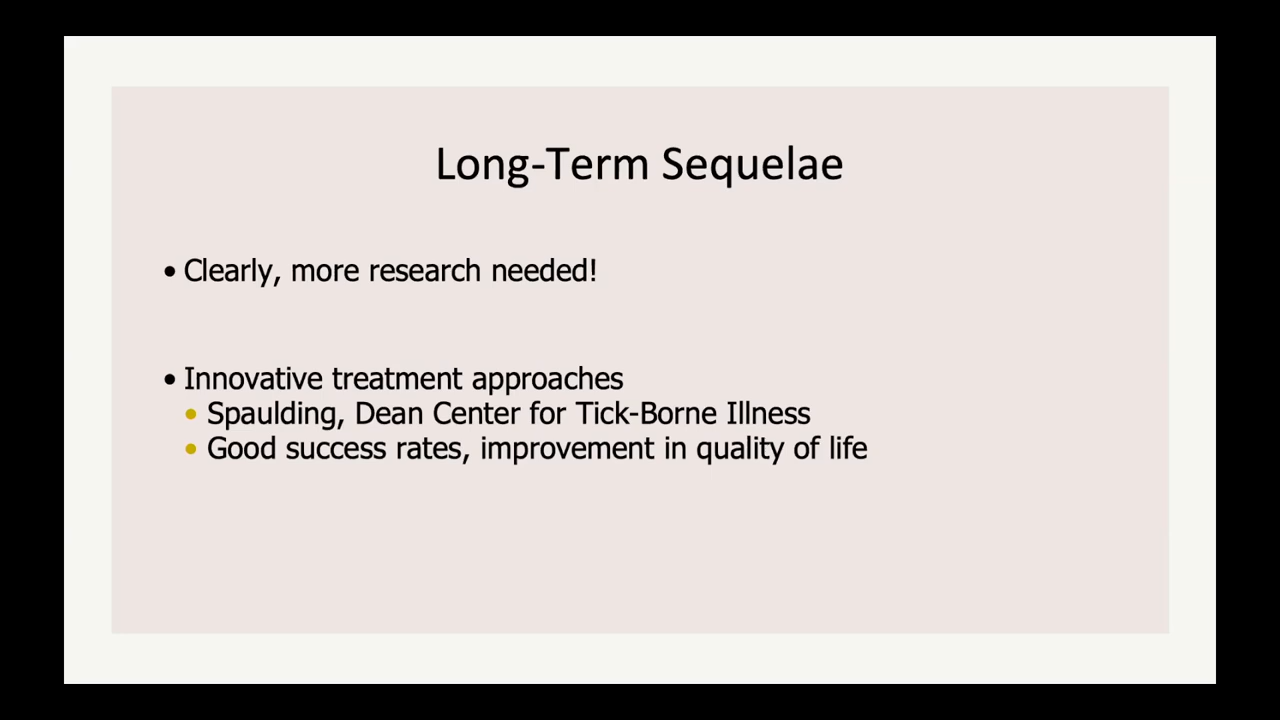 Long-Term Sequelae
• Clearly, more research needed!
• Innovative treatment approaches
• Spaulding, Dean Center for Tick-Borne Illness
• Good success rates, improvement in quality of life